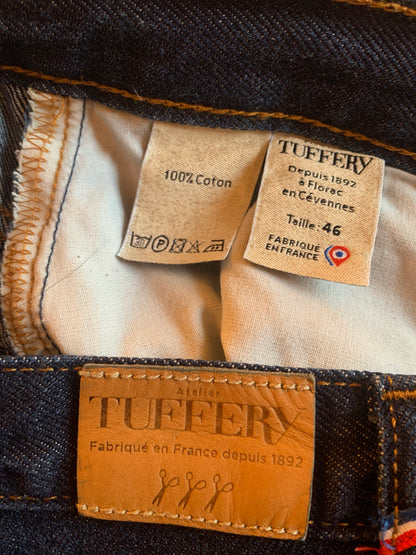 100% Coton
TUFFERY
Depuis 1892
à Florac
en Cévennes
Taille: 46
FABRIQUÉ
EN FRANCE
Atelier
TUFFERY
Fabriqué en France depuis 1892